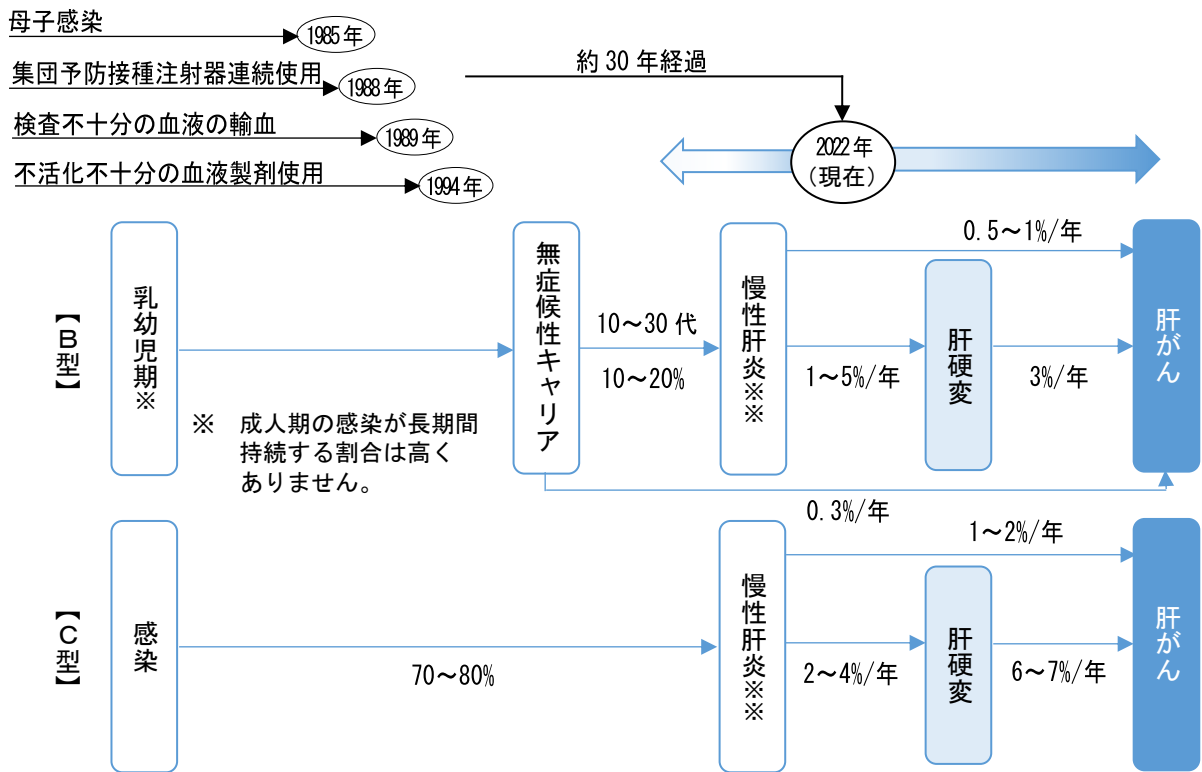 母子感染
1985年
集団予防接種注射器連続使用
1988年
検査不十分の血液の輸血
1989年
不活化不十分の血液製剤使用
1994年
約30年経過
2022年
(現在)
【B型】
乳幼児期※
※ 成人期の感染が長期間
持続する割合は高く
ありません。
無症候性キャリア
10～30代
10～20%
慢性肝炎※※
0.5～1%/年
1～5%/年
肝硬変
3%/年
肝がん
0.3%/年
【C型】
感染
70～80%
慢性肝炎※※
1～2%/年
2～4%/年
肝硬変
6～7%/年
肝がん